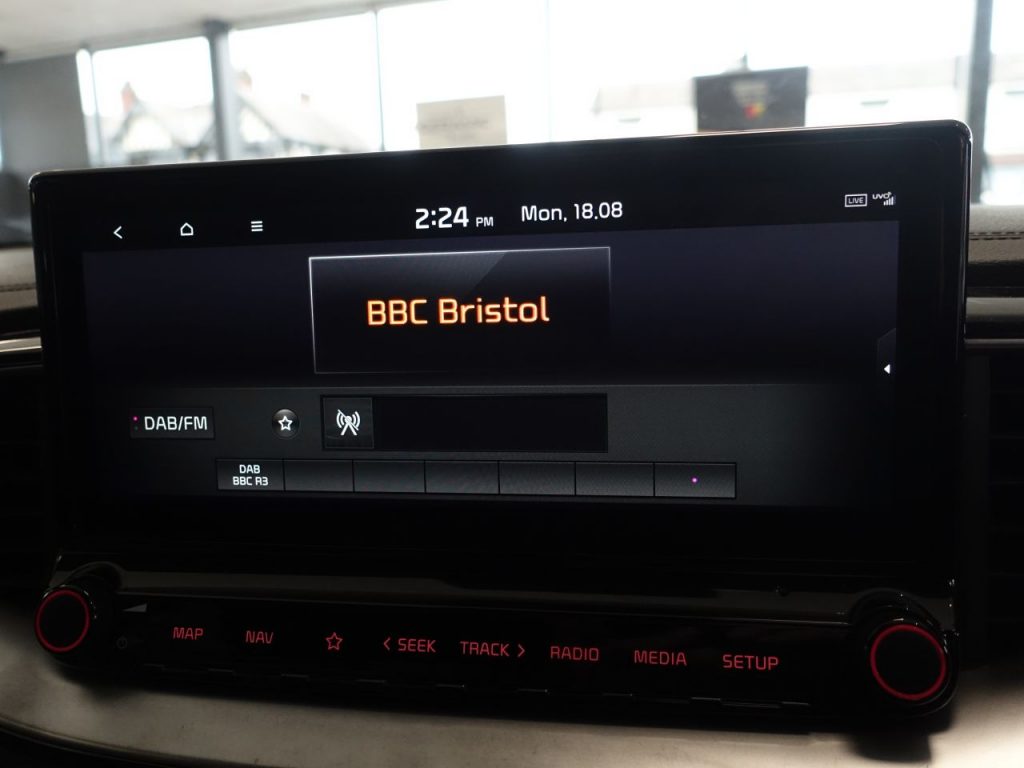 2:24 PM Mon, 18.08
LIVE UVO
BBC Bristol
DAB/FM
DAB
BBC R3
MAP NAV SEEK TRACK RADIO MEDIA SETUP